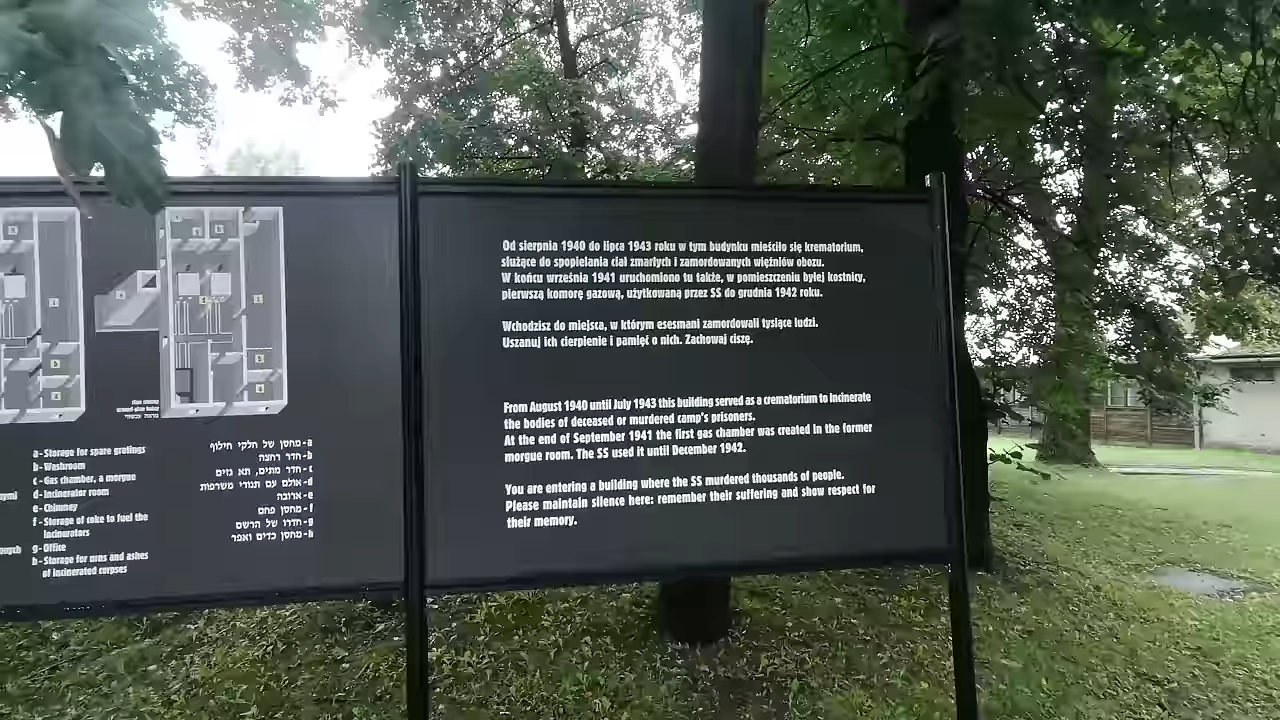 a - Storage for spare gratings
b - Washroom
c - Gas chamber, a morgue
d - Incinerator room
e - Chimney
f - Storage of coke to fuel the
incinerators
g - Office
h - Storage for urns and ashes
of incinerated corpses
a - מחסן של חלקי חילוף
b - חדר רחצה
c - חדר מתים, תא גזים
d - אולם עם תנורי משרפות
e - ארובה
f - מחסן פחם
g - חדרו של הרשם
h - מחסן כדים ואפר
Od sierpnia 1940 do lipca 1943 roku w tym budynku mieściło się krematorium,
służące do spopielania ciał zmarłych i zamordowanych więźniów obozu.
W końcu września 1941 uruchomiono tu także, w pomieszczeniu byłej kostnicy,
pierwszą komorę gazową, użytkowaną przez SS do grudnia 1942 roku.
Wchodzisz do miejsca, w którym esesmani zamordowali tysiące ludzi.
Uszanuj ich cierpienie i pamięć o nich. Zachowaj ciszę.
From August 1940 until July 1943 this building served as a crematorium to incinerate
the bodies of deceased or murdered camp's prisoners.
At the end of September 1941 the first gas chamber was created in the former
morgue room. The SS used it until December 1942.
You are entering a building where the SS murdered thousands of people.
Please maintain silence here: remember their suffering and show respect for
their memory.